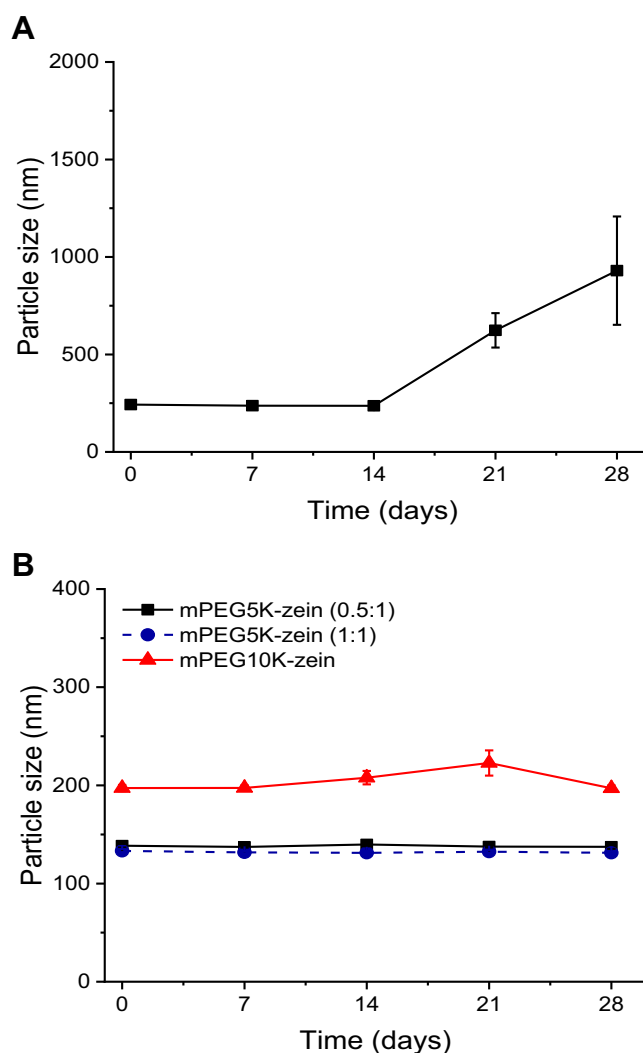 A
2000
1500
1000
500
0
Particle size (nm)
0 7 14 21 28
Time (days)
B
400
300
200
100
0
Particle size (nm)
mPEG5K-zein (0.5:1)
mPEG5K-zein (1:1)
mPEG10K-zein
0 7 14 21 28
Time (days)